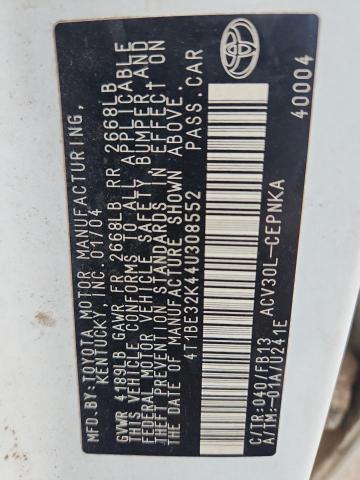 MFD. BY:TOYOTA MOTOR MANUFACTURING,
KENTUCKY, INC. 01/04
GVWR 4189LB GAWR FR 2668LB RR 2668LB
THIS VEHICLE CONFORMS TO ALL APPLICABLE
FEDERAL MOTOR VEHICLE SAFETY, BUMPER, AND
THEFT PREVENTION STANDARDS IN EFFECT ON
THE DATE OF MANUFACTURE SHOWN ABOVE.
4T1BE32K44U308552 PASS.CAR
C/TR:040/FB13 ACV30L-CEPNKA
A/TM:-01A/U241E
40004